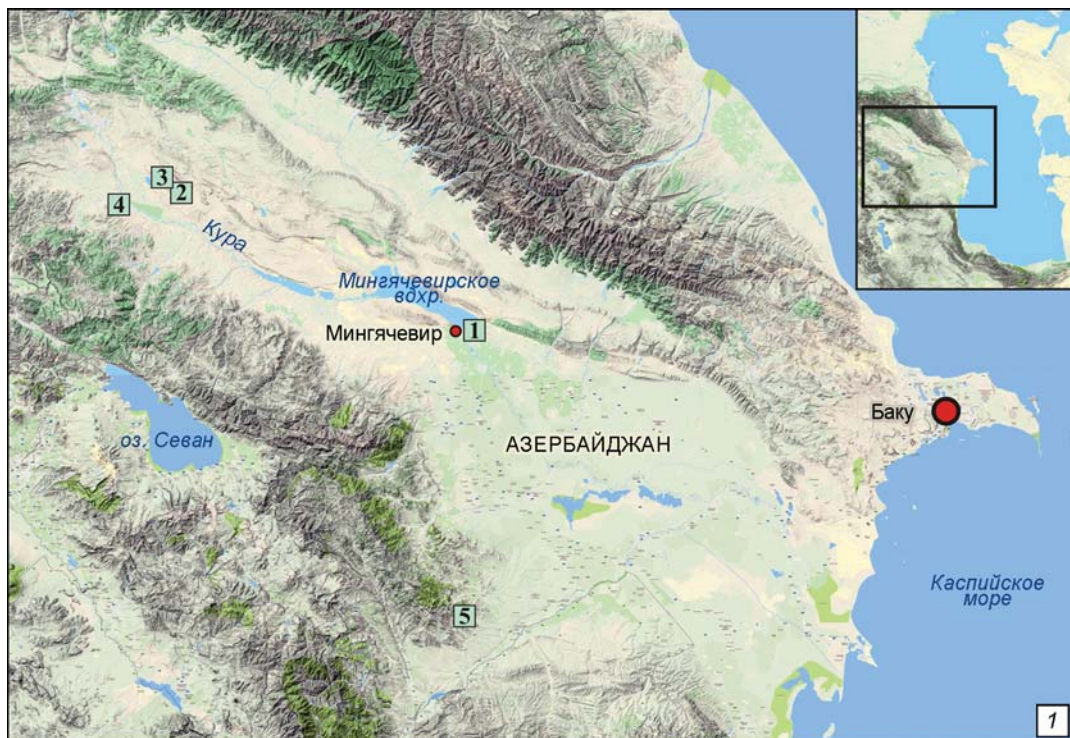 3
2
4
Кура
Мингячевирское
вдхр.
Мингячевир
1
Баку
оз. Севан
АЗЕРБАЙДЖАН
Каспийское
море
5
1